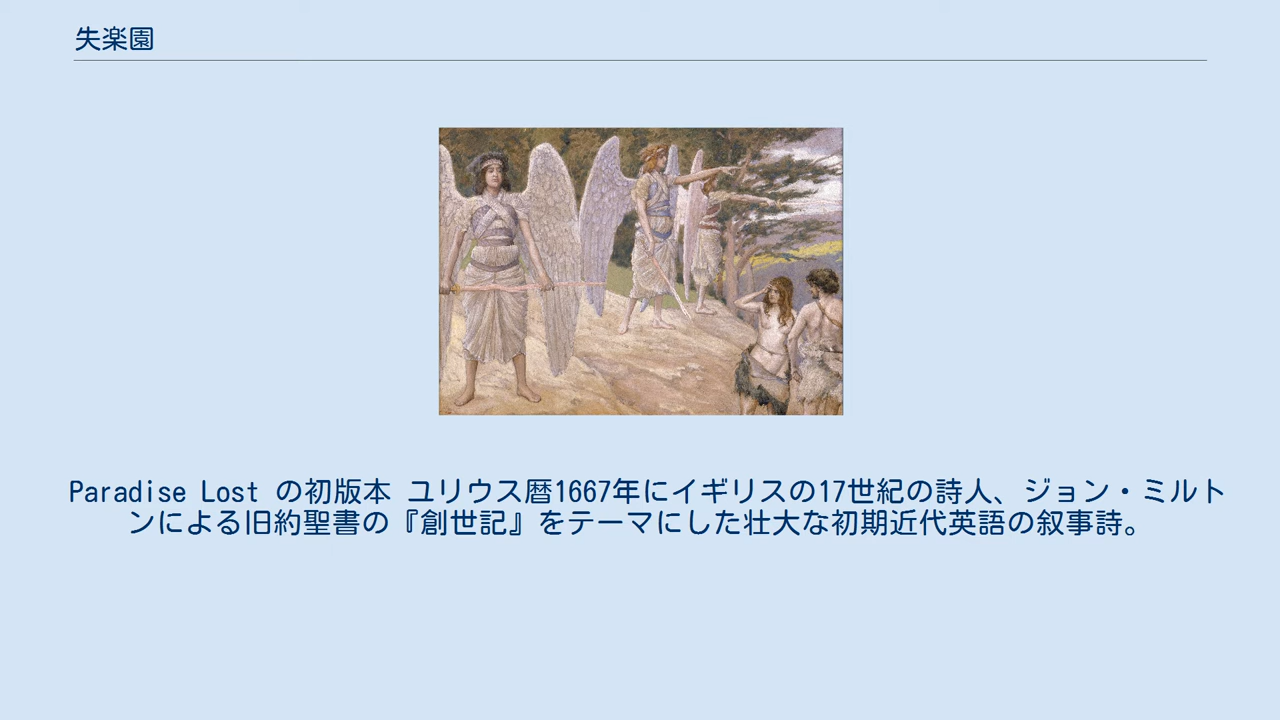 失楽園
Paradise Lost の初版本 ユリウス暦1667年にイギリスの17世紀の詩人、ジョン・ミルト
ンによる旧約聖書の『創世記』をテーマにした壮大な初期近代英語の叙事詩。